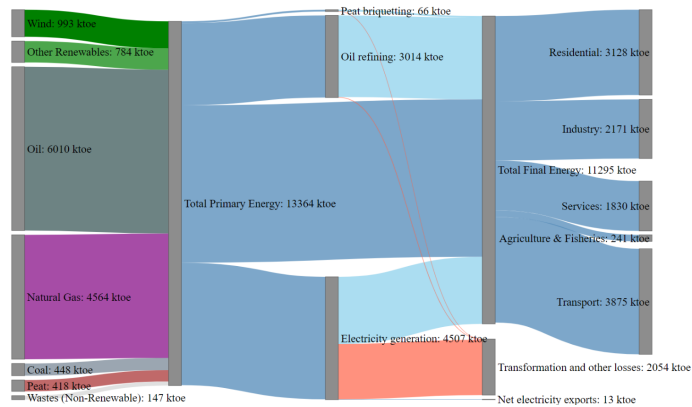 Wind: 993 ktoe
Other Renewables: 784 ktoe
Oil: 6010 ktoe
Natural Gas: 4564 ktoe
Coal: 448 ktoe
Peat: 418 ktoe
Wastes (Non-Renewable): 147 ktoe
Total Primary Energy: 13364 ktoe
Peat briquetting: 66 ktoe
Oil refining: 3014 ktoe
Electricity generation: 4507 ktoe
Total Final Energy: 11295 ktoe
Transformation and other losses: 2054 ktoe
Net electricity exports: 13 ktoe
Residential: 3128 ktoe
Industry: 2171 ktoe
Services: 1830 ktoe
Agriculture & Fisheries: 241 ktoe
Transport: 3875 ktoe